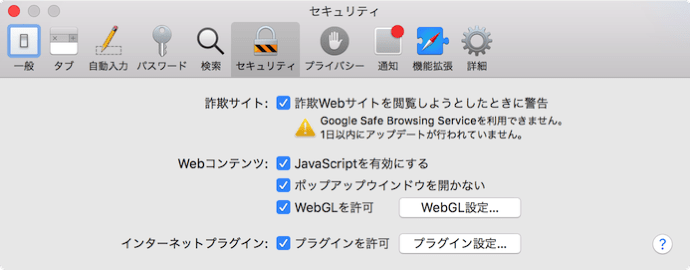 セキュリティ
一般 タブ 自動入力 パスワード 検索 セキュリティ プライバシー 通知 機能拡張 詳細
詐欺サイト: 詐欺Webサイトを閲覧しようとしたときに警告
Google Safe Browsing Serviceを利用できません。
1日以内にアップデートが行われていません。
Webコンテンツ: JavaScriptを有効にする
ポップアップウインドウを開かない
WebGLを許可 WebGL設定...
インターネットプラグイン: プラグインを許可 プラグイン設定... ?